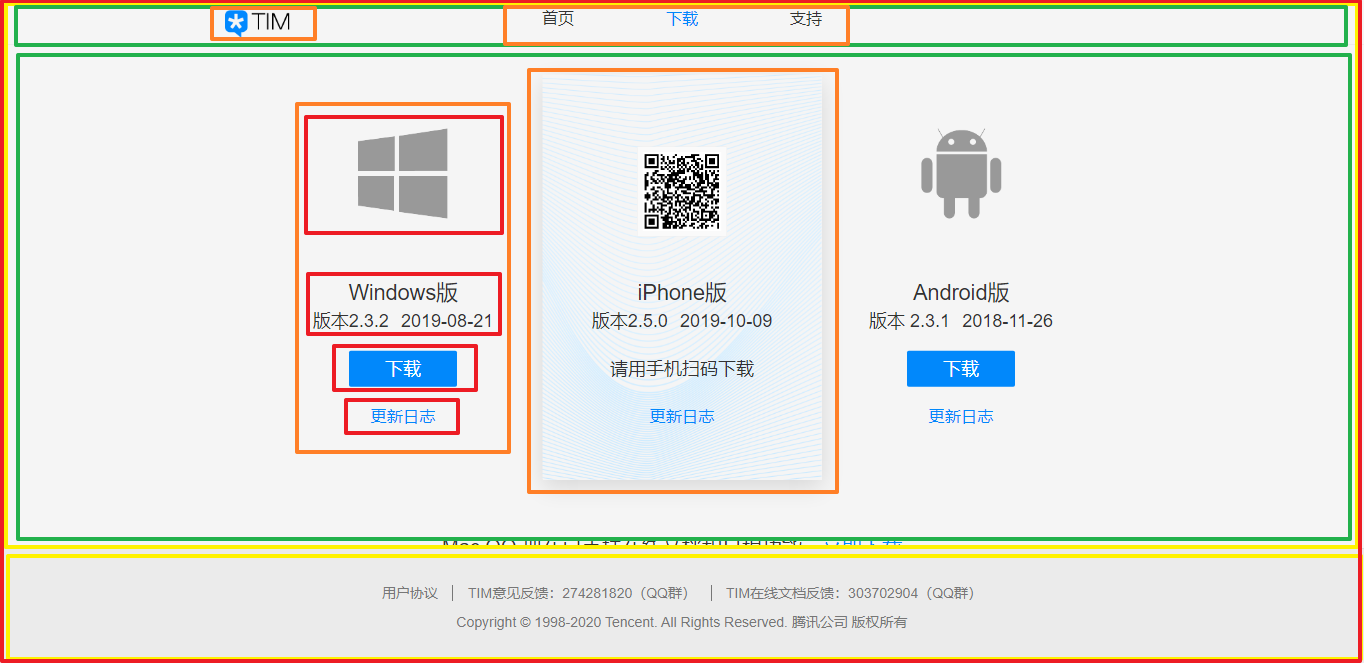 TIM
首页 下载 支持
Windows版
版本2.3.2 2019-08-21
下载
更新日志
iPhone版
版本2.5.0 2019-10-09
请用手机扫码下载
更新日志
Android版
版本 2.3.1 2018-11-26
下载
更新日志
用户协议 | TIM意见反馈：274281820（QQ群） | TIM在线文档反馈：303702904（QQ群）
Copyright © 1998-2020 Tencent. All Rights Reserved. 腾讯公司 版权所有